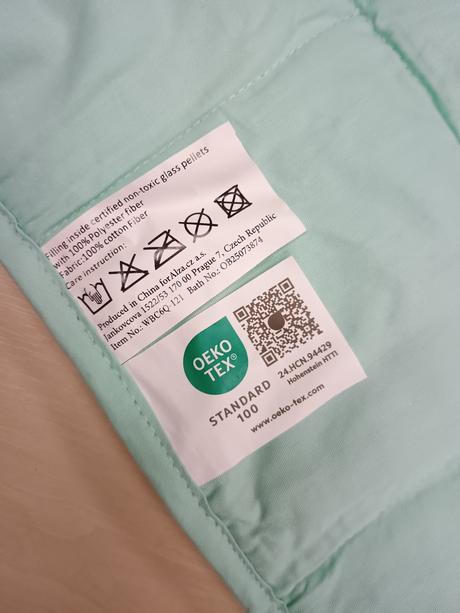 Filling inside certified non-toxic glass pellets
with 100% Polyester fiber
Fabric:100% cotton Fiber
Care instruction:
Produced in China forAlza.cz a.s.
Jankovcova 1522/53 170 00 Prague 7, Czech Republic
Item No.: WBC6Q-121 Bath No.: OB25073874
OEKO
TEX®
STANDARD
100
24.HCN.94429
Hohenstein HTTI
www.oeko-tex.com